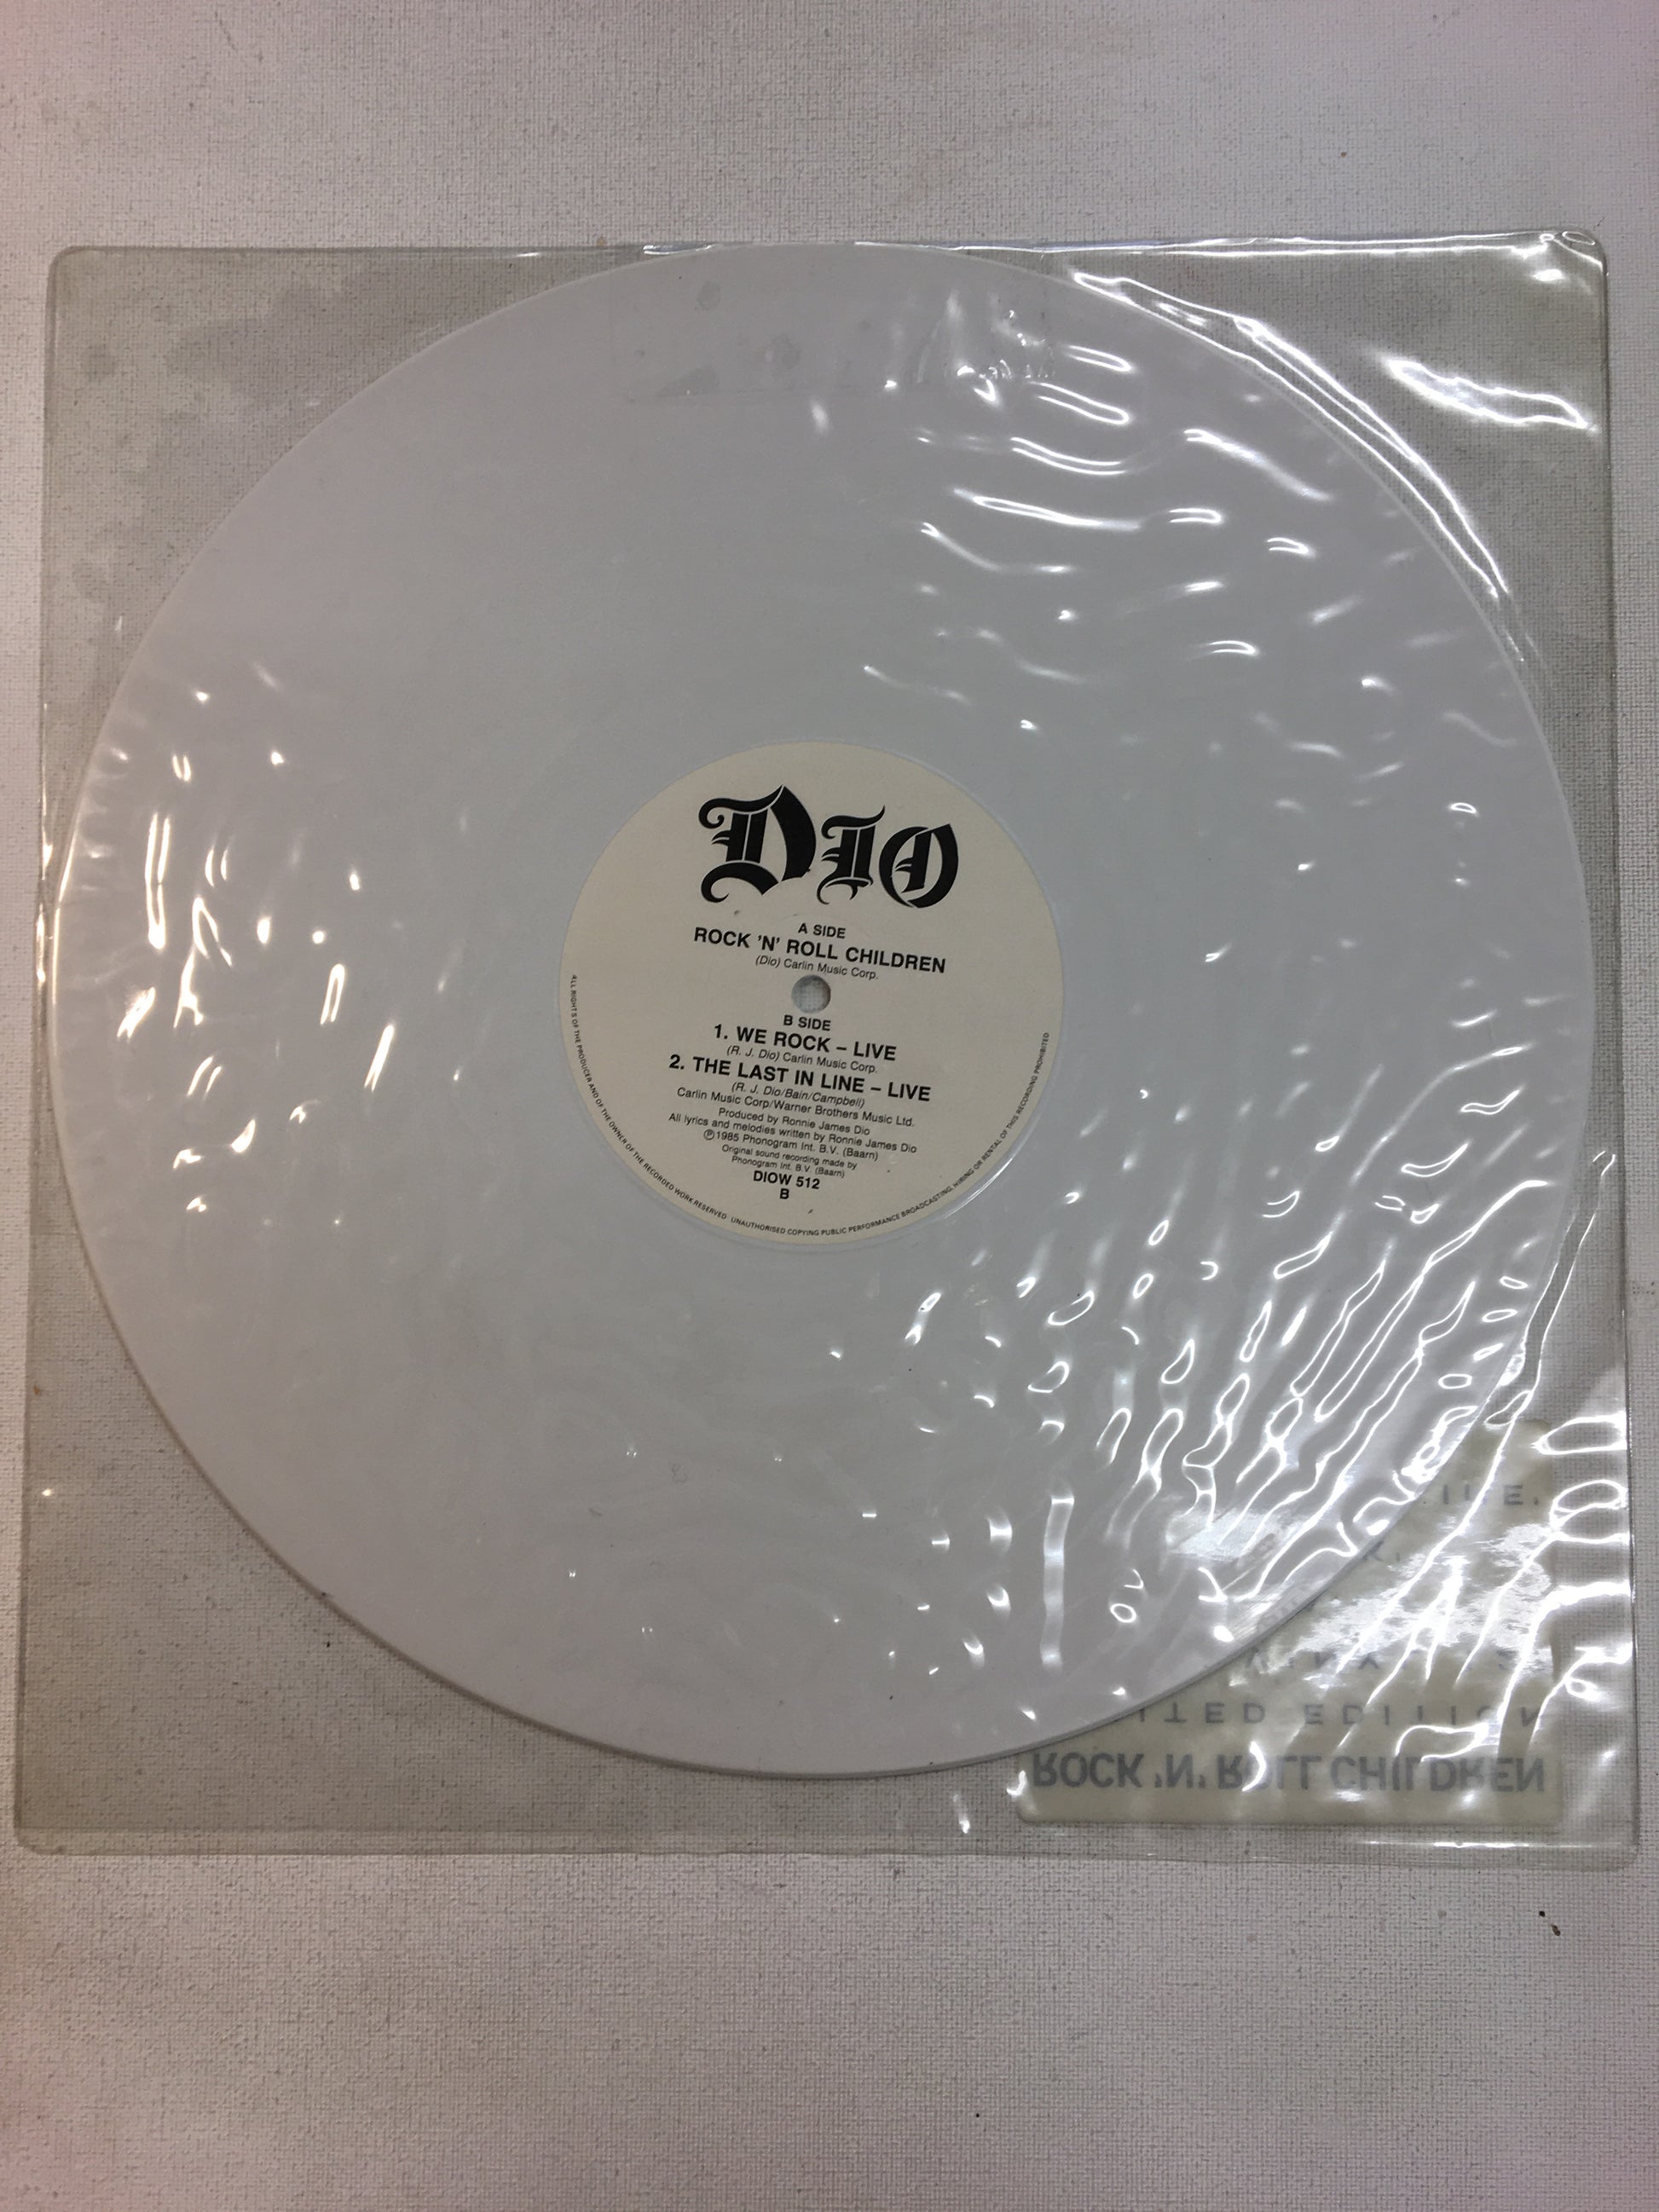 DIO
A SIDE
ROCK 'N' ROLL CHILDREN
(Dio) Carlin Music Corp.
B SIDE
1. WE ROCK – LIVE
(R. J. Dio) Carlin Music Corp.
2. THE LAST IN LINE – LIVE
(R. J. Dio/Bain/Campbell)
Carlin Music Corp/Warner Brothers Music Ltd.
Produced by Ronnie James Dio
All lyrics and melodies written by Ronnie James Dio
Ⓟ1985 Phonogram Int. B.V. (Baarn)
Original sound recording made by
Phonogram Int. B.V. (Baarn)
DIOW 512
B
ALL RIGHTS OF THE PRODUCER AND OF THE OWNER OF THE RECORDED WORK RESERVED UNAUTHORISED COPYING PUBLIC PERFORMANCE BROADCASTING, HIRING OR RENTAL OF THIS RECORDING PROHIBITED
EDITION
ROCK 'N' ROLL CHILDREN